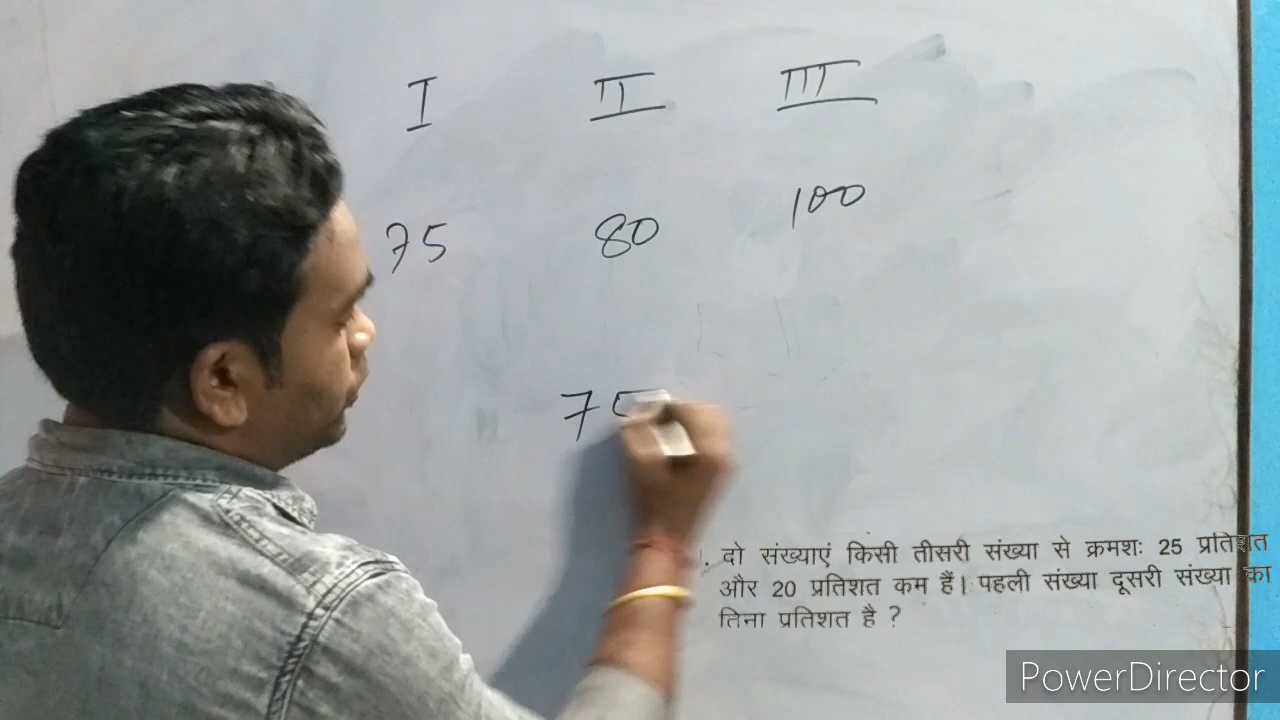 I II III
75 80 100
75
1. दो संख्याएं किसी तीसरी संख्या से क्रमशः 25 प्रतिशत
और 20 प्रतिशत कम हैं। पहली संख्या दूसरी संख्या का
प्रतिशत है ?
PowerDirector